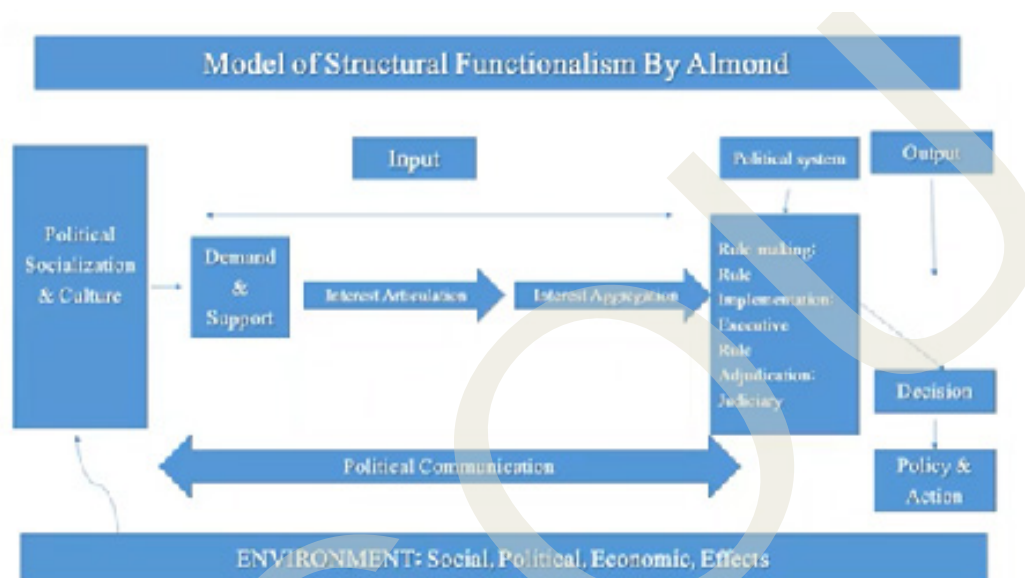 Model of Structural Functionalism By Almond
Input
Political system
Output
Political
Socialization
& Culture
Demand
&
Support
Interest Articulation
Interest Aggregation
Rule making:
Rule
Implementation:
Executive
Rule
Adjudication:
Judiciary
Decision
Policy &
Action
Political Communication
ENVIRONMENT: Social, Political, Economic, Effects